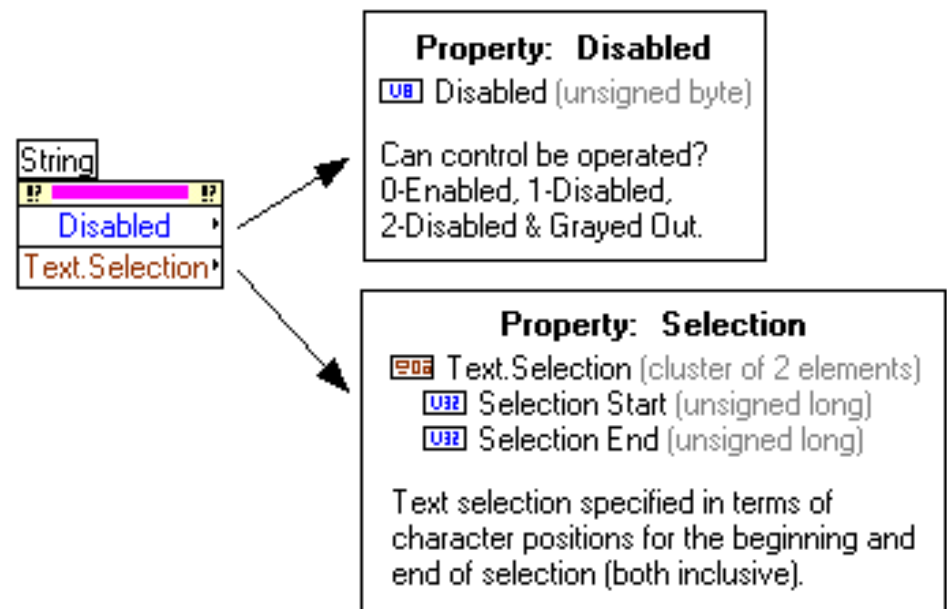 String
!? !?
Disabled
Text.Selection
Property: Disabled
U8 Disabled (unsigned byte)
Can control be operated?
0-Enabled, 1-Disabled,
2-Disabled & Grayed Out.
Property: Selection
Text.Selection (cluster of 2 elements)
U32 Selection Start (unsigned long)
U32 Selection End (unsigned long)
Text selection specified in terms of
character positions for the beginning and
end of selection (both inclusive).